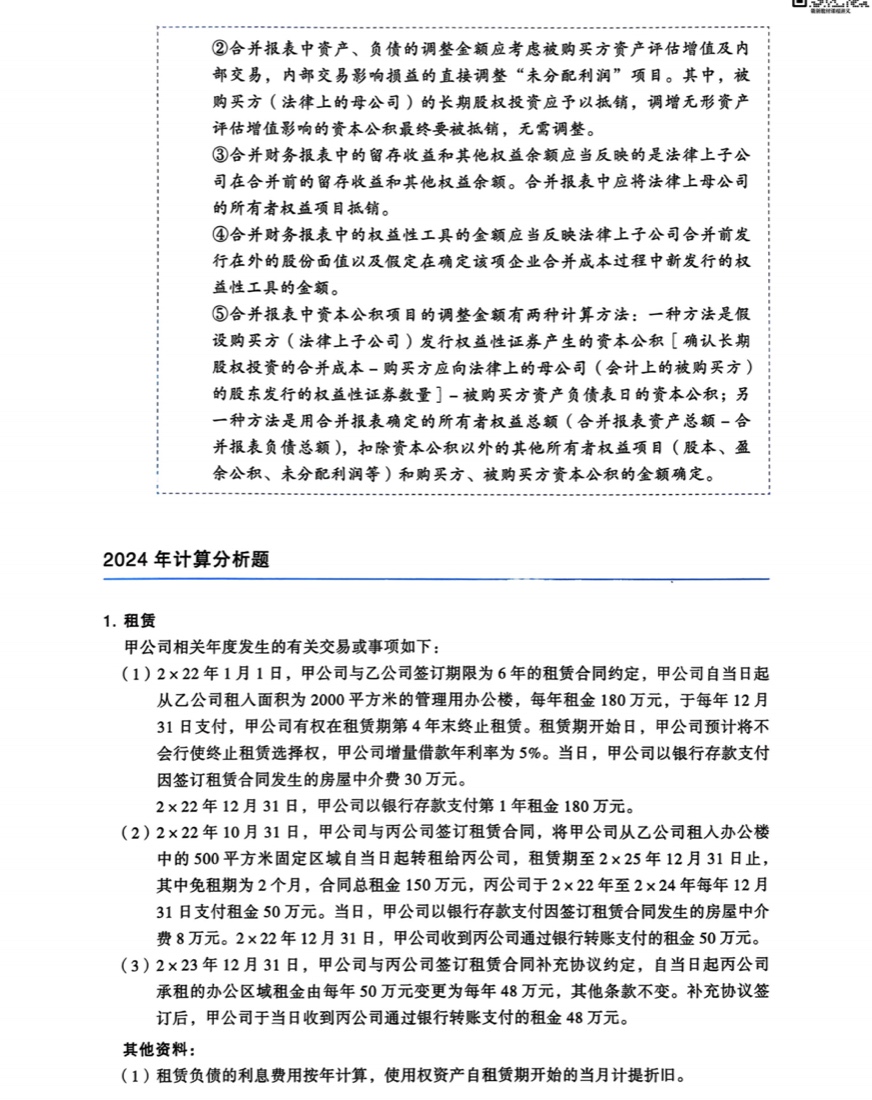 ②合并报表中资产、负债的调整金额应考虑被购买方资产评估增值及内
部交易，内部交易影响损益的直接调整“未分配利润”项目。其中，被
购买方（法律上的母公司）的长期股权投资应予以抵销，调增无形资产
评估增值影响的资本公积最终要被抵销，无需调整。
③合并财务报表中的留存收益和其他权益余额应当反映的是法律上子公
司在合并前的留存收益和其他权益余额。合并报表中应将法律上母公司
的所有者权益项目抵销。
④合并财务报表中的权益性工具的金额应当反映法律上子公司合并前发
行在外的股份面值以及假定在确定该项企业合并成本过程中新发行的权
益性工具的金额。
⑤合并报表中资本公积项目的调整金额有两种计算方法：一种方法是假
设购买方（法律上子公司）发行权益性证券产生的资本公积［确认长期
股权投资的合并成本－购买方应向法律上的母公司（会计上的被购买方）
的股东发行的权益性证券数量］－被购买方资产负债表日的资本公积；另
一种方法是用合并报表确定的所有者权益总额（合并报表资产总额－合
并报表负债总额），扣除资本公积以外的其他所有者权益项目（股本、盈
余公积、未分配利润等）和购买方、被购买方资本公积的金额确定。
2024 年计算分析题
1. 租赁
甲公司相关年度发生的有关交易或事项如下：
（1）2×22 年 1 月 1 日，甲公司与乙公司签订期限为 6 年的租赁合同约定，甲公司自当日起
从乙公司租入面积为 2000 平方米的管理用办公楼，每年租金 180 万元，于每年 12 月
31 日支付，甲公司有权在租赁期第 4 年末终止租赁。租赁期开始日，甲公司预计将不
会行使终止租赁选择权，甲公司增量借款年利率为 5%。当日，甲公司以银行存款支付
因签订租赁合同发生的房屋中介费 30 万元。
2×22 年 12 月 31 日，甲公司以银行存款支付第 1 年租金 180 万元。
（2）2×22 年 10 月 31 日，甲公司与丙公司签订租赁合同，将甲公司从乙公司租入办公楼
中的 500 平方米固定区域自当日起转租给丙公司，租赁期至 2×25 年 12 月 31 日止，
其中免租期为 2 个月，合同总租金 150 万元，丙公司于 2×22 年至 2×24 年每年 12 月
31 日支付租金 50 万元。当日，甲公司以银行存款支付因签订租赁合同发生的房屋中介
费 8 万元。2×22 年 12 月 31 日，甲公司收到丙公司通过银行转账支付的租金 50 万元。
（3）2×23 年 12 月 31 日，甲公司与丙公司签订租赁合同补充协议约定，自当日起丙公司
承租的办公区域租金由每年 50 万元变更为每年 48 万元，其他条款不变。补充协议签
订后，甲公司于当日收到丙公司通过银行转账支付的租金 48 万元。
其他资料：
（1）租赁负债的利息费用按年计算，使用权资产自租赁期开始的当月计提折旧。